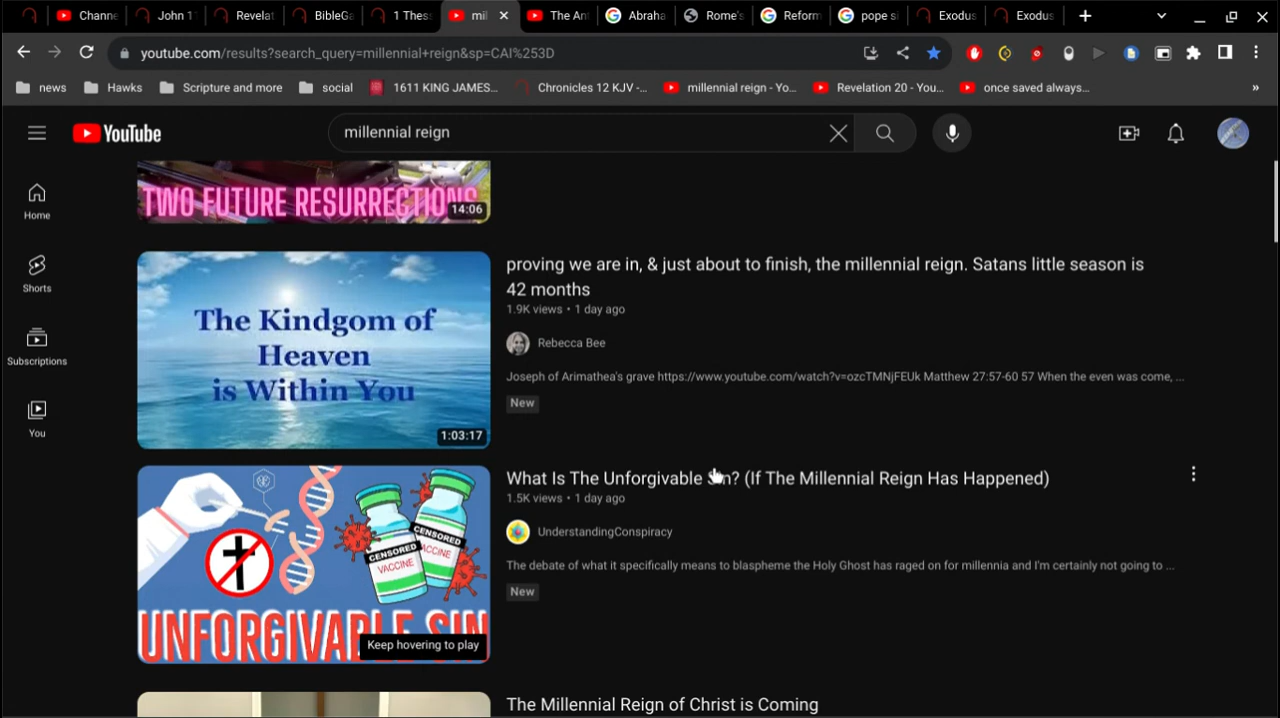 Channe
John 1
Revelat
BibleGa
1 Thes
mil
The Ant
Abraha
Rome's
Reform
pope si
Exodus
Exodus
youtube.com/results?search_query=millennial+reign&sp=CAI%253D
news
Hawks
Scripture and more
social
1611 KING JAMES...
Chronicles 12 KJV -...
millennial reign - Yo...
Revelation 20 - You...
once saved always...
»
YouTube
millennial reign
Home
Shorts
Subscriptions
You
TWO FUTURE RESURRECTIONS
14:06
The Kindgom of
Heaven
is Within You
1:03:17
proving we are in, & just about to finish, the millennial reign. Satans little season is
42 months
1.9K views • 1 day ago
Rebecca Bee
Joseph of Arimathea's grave https://www.youtube.com/watch?v=ozcTMNjFEUk Matthew 27:57-60 57 When the even was come, ...
New
CENSORED
VACCINE
CENSORED
ACCINE
UNFORGIVABLE SIN
Keep hovering to play
What Is The Unforgivable Sin? (If The Millennial Reign Has Happened)
1.5K views • 1 day ago
UnderstandingConspiracy
The debate of what it specifically means to blaspheme the Holy Ghost has raged on for millennia and I'm certainly not going to ...
New
The Millennial Reign of Christ is Coming